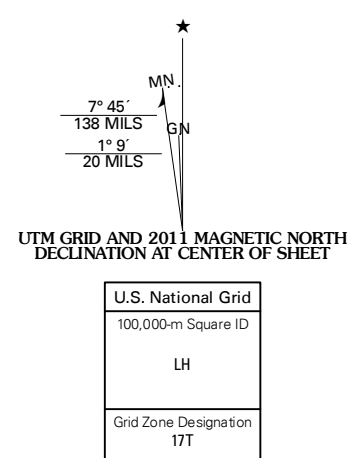 ★
MN
7° 45´
138 MILS
GN
1° 9´
20 MILS
UTM GRID AND 2011 MAGNETIC NORTH
DECLINATION AT CENTER OF SHEET
U.S. National Grid
100,000-m Square ID
LH
Grid Zone Designation
17T